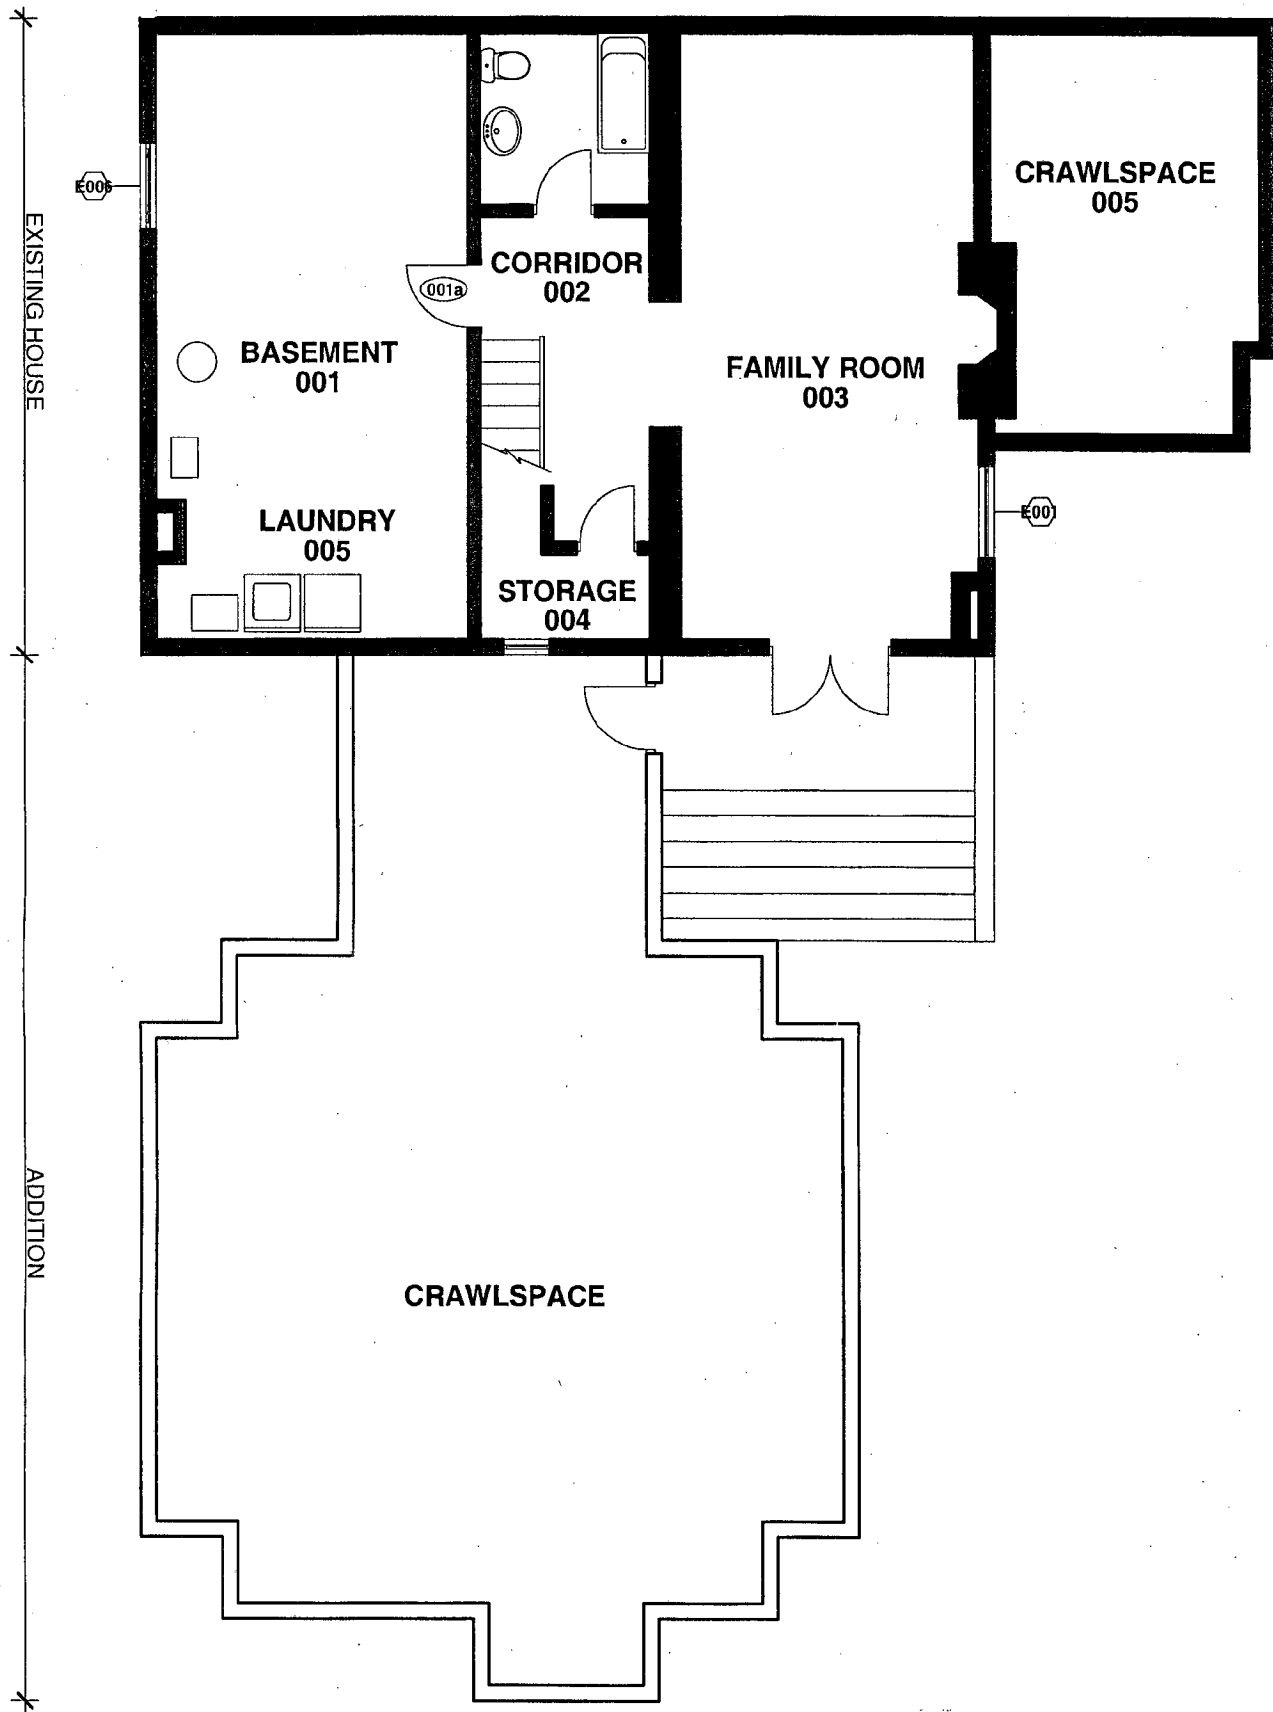 CRAWLSPACE
005
E006
EXISTING HOUSE
CORRIDOR
002
001a
BASEMENT
001
FAMILY ROOM
003
LAUNDRY
005
E001
STORAGE
004
ADDITION
CRAWLSPACE